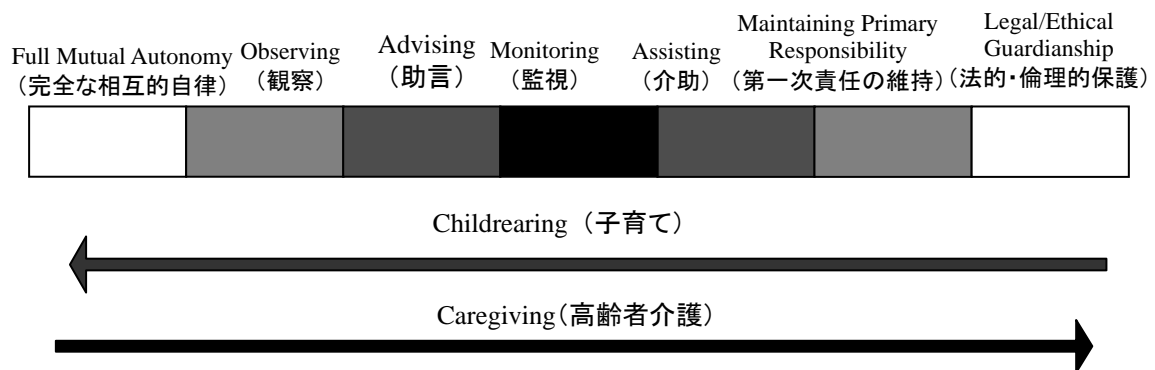 Full Mutual Autonomy
（完全な相互的自律）
Observing
（観察）
Advising
（助言）
Monitoring
（監視）
Assisting
（介助）
Maintaining Primary
Responsibility
（第一次責任の維持）
Legal/Ethical
Guardianship
（法的・倫理的保護）
Childrearing （子育て）
Caregiving（高齢者介護）